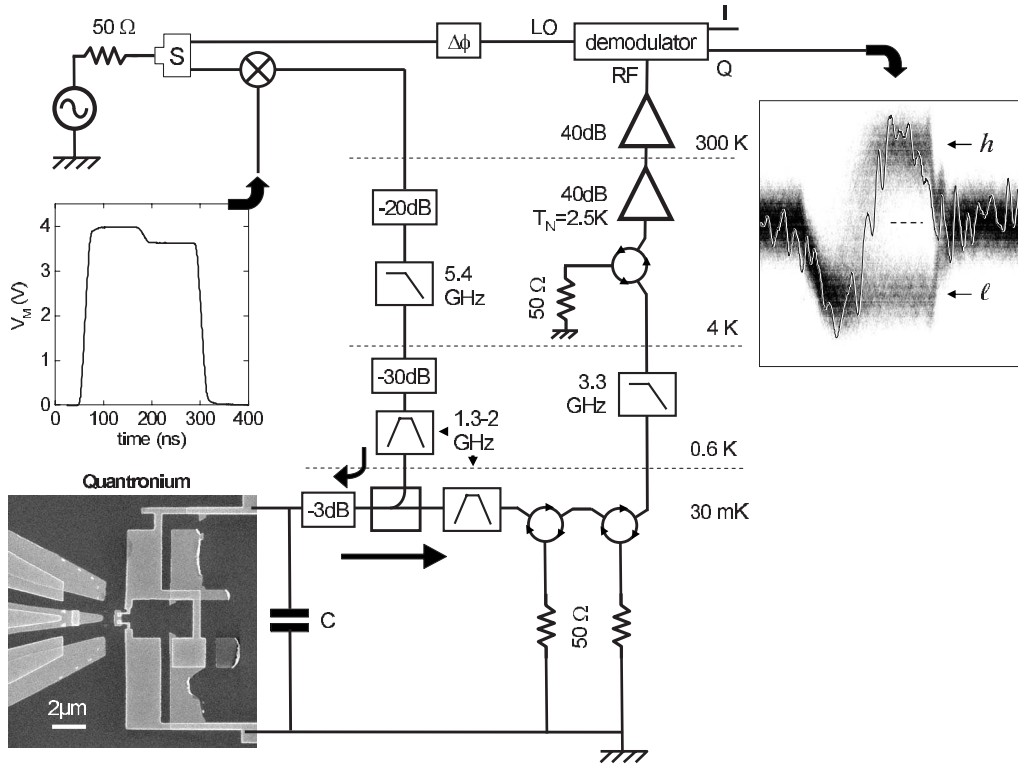 50 Ω
S
Δϕ
LO
demodulator
I
Q
RF
40dB
300 K
h
ℓ
-20dB
40dB
T_N=2.5K
5.4
GHz
50 Ω
4 K
V_M (V)
4
3
2
1
0
0
100
200
300
400
time (ns)
-30dB
3.3
GHz
1.3-2
GHz
0.6 K
Quantronium
-3dB
30 mK
C
50 Ω
2µm